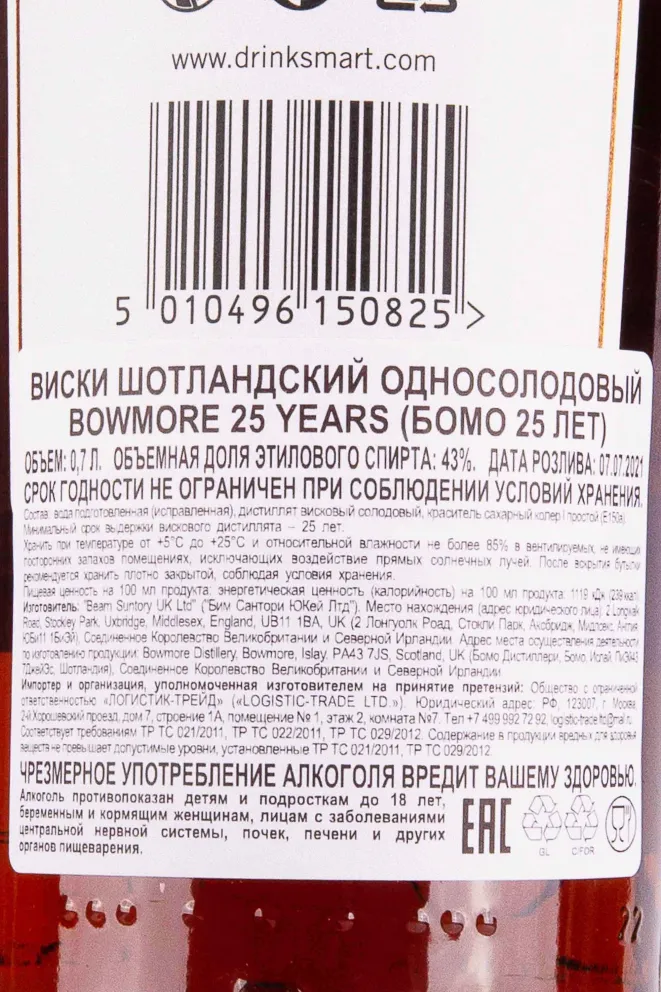 www.drinksmart.com
5 010496 150825 >
ВИСКИ ШОТЛАНДСКИЙ ОДНОСОЛОДОВЫЙ
BOWMORE 25 YEARS (БОМО 25 ЛЕТ)
ОБЪЕМ: 0,7 Л. ОБЪЕМНАЯ ДОЛЯ ЭТИЛОВОГО СПИРТА: 43%. ДАТА РОЗЛИВА: 07.07.2021
СРОК ГОДНОСТИ НЕ ОГРАНИЧЕН ПРИ СОБЛЮДЕНИИ УСЛОВИЙ ХРАНЕНИЯ.
Состав: вода подготовленная (исправленная), дистиллят висковый солодовый, краситель сахарный колер I простой (Е150а).
Минимальный срок выдержки вискового дистиллята – 25 лет.
Хранить при температуре от +5°С до +25°С и относительной влажности не более 85% в вентилируемых, не имеющих
посторонних запахов помещениях, исключающих воздействие прямых солнечных лучей. После вскрытия бутылки
рекомендуется хранить плотно закрытой, соблюдая условия хранения.
Пищевая ценность на 100 мл продукта: энергетическая ценность (калорийность) на 100 мл продукта: 1119 кДж (239 ккал).
Изготовитель: "Beam Suntory UK Ltd" ("Бим Сантори ЮКей Лтд"). Место нахождения (адрес юридического лица): 2 Longwalk
Road, Stockley Park, Uxbridge, Middlesex, England, UB11 1BA, UK (2 Лонгуолк Роад, Стокли Парк, Аксбридж, Мидлсекс, Англия
ЮБи11 1БиЭй). Соединенное Королевство Великобритании и Северной Ирландии. Адрес места осуществления деятельности
по изготовлению продукции: Bowmore Distillery, Bowmore, Islay, PA43 7JS, Scotland, UK (Бомо Дистиллери, Бомо, Ислай, ПиЭй43
7ДжейЭс, Шотландия), Соединенное Королевство Великобритании и Северной Ирландии.
Импортер и организация, уполномоченная изготовителем на принятие претензий: Общество с ограниченной
ответственностью «ЛОГИСТИК-ТРЕЙД» («LOGISTIC-TRADE LTD.»). Юридический адрес: РФ, 123007, г. Москва,
2-й Хорошевский проезд, дом 7, строение 1А, помещение № 1, этаж 2, комната №7. Тел +7 499 992 72 92, logistic-trade.ltd@mail.ru
Соответствует требованиям ТР ТС 021/2011, ТР ТС 022/2011, ТР ТС 029/2012. Содержание в продукции вредных для здоровья
веществ не превышает допустимые уровни, установленные ТР ТС 021/2011, ТР ТС 029/2012.
ЧРЕЗМЕРНОЕ УПОТРЕБЛЕНИЕ АЛКОГОЛЯ ВРЕДИТ ВАШЕМУ ЗДОРОВЬЮ.
Алкоголь противопоказан детям и подросткам до 18 лет,
беременным и кормящим женщинам, лицам с заболеваниями
центральной нервной системы, почек, печени и других
органов пищеварения.
EAC
GL
C/FOR
22